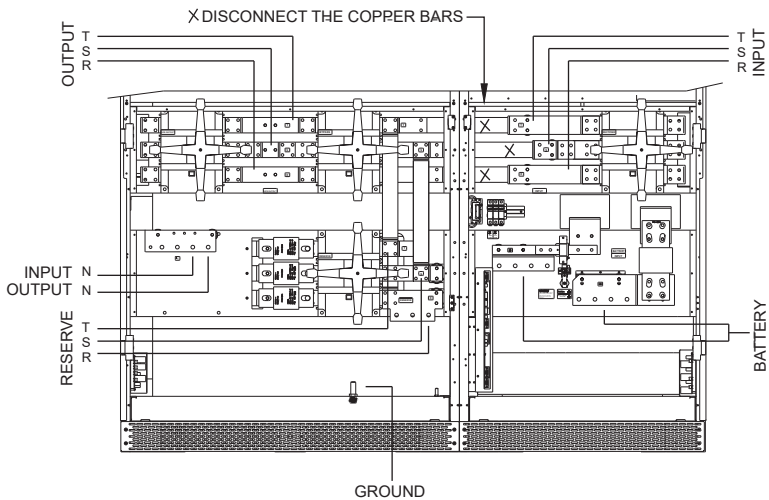 X DISCONNECT THE COPPER BARS
OUTPUT
T
S
R
T
S
R
INPUT
X
X
X
INPUT N
OUTPUT N
RESERVE
T
S
R
BATTERY
GROUND